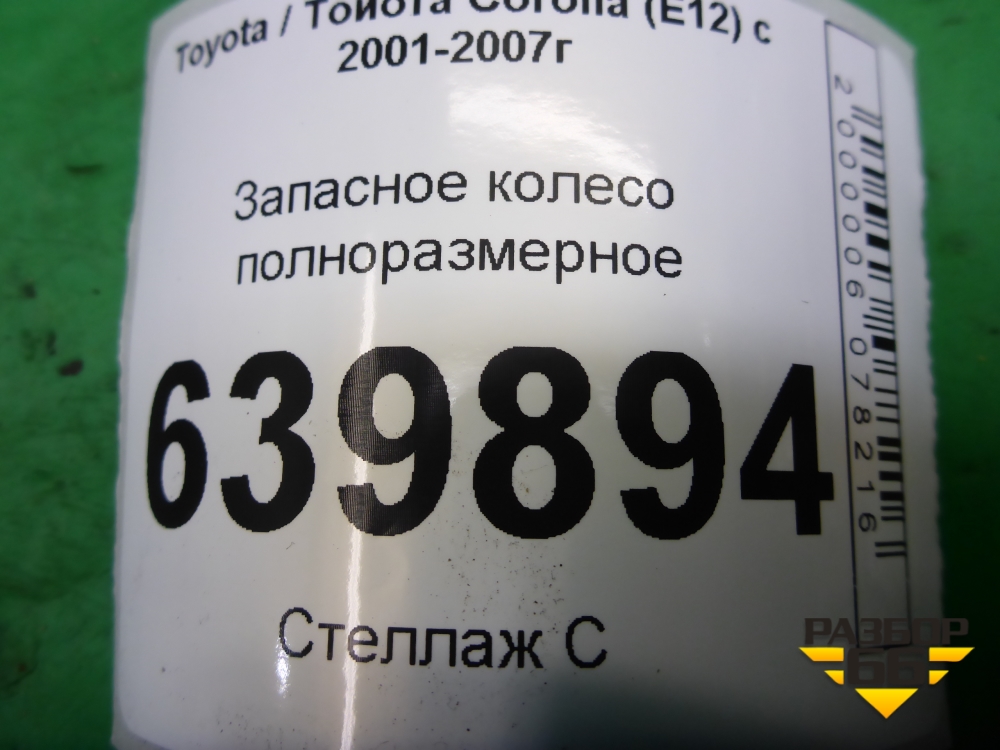 Toyota / Тойота Corolla (E12) с
2001-2007г
Запасное колесо
полноразмерное
639894
Стеллаж С
2000006078216
РАЗБОР
66